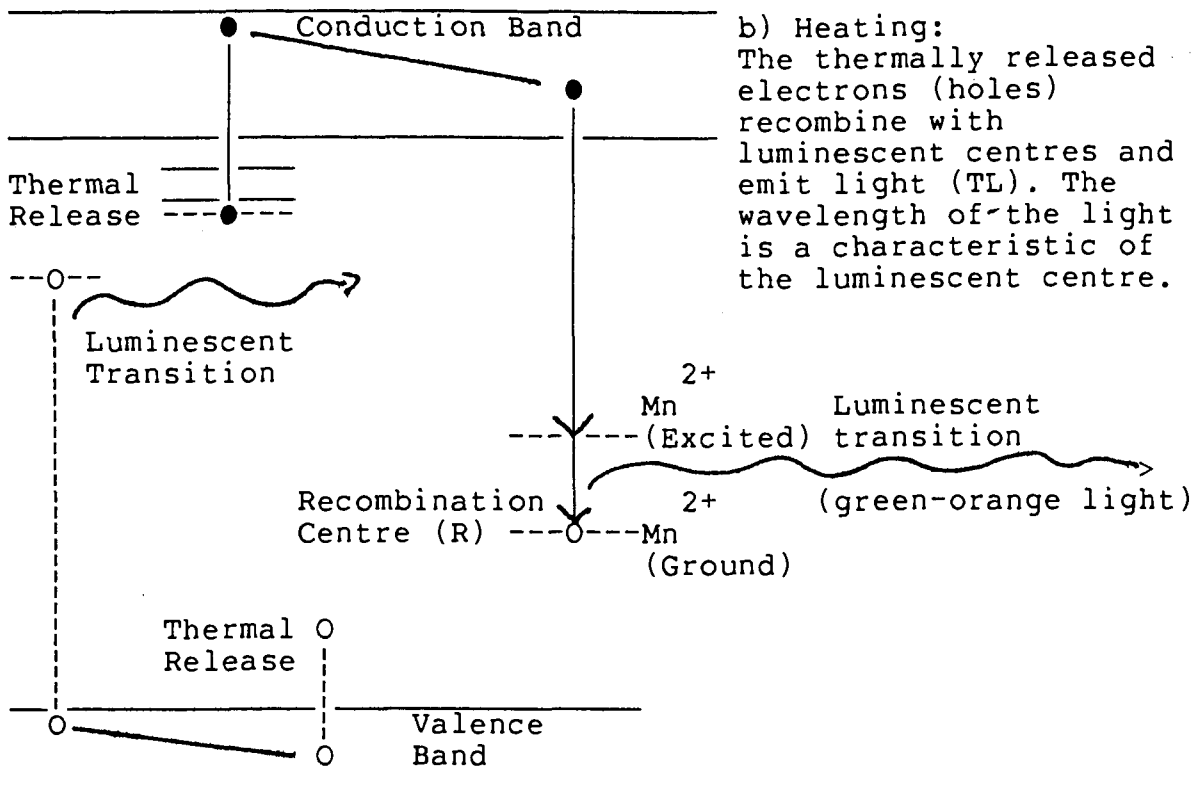 Conduction Band
b) Heating:
The thermally released
electrons (holes)
recombine with
luminescent centres and
emit light (TL). The
wavelength of the light
is a characteristic of
the luminescent centre.
Thermal
Release
Luminescent
Transition
2+
Mn
(Excited)
Luminescent
transition
(green-orange light)
Recombination
Centre (R)
2+
Mn
(Ground)
Thermal
Release
Valence
Band